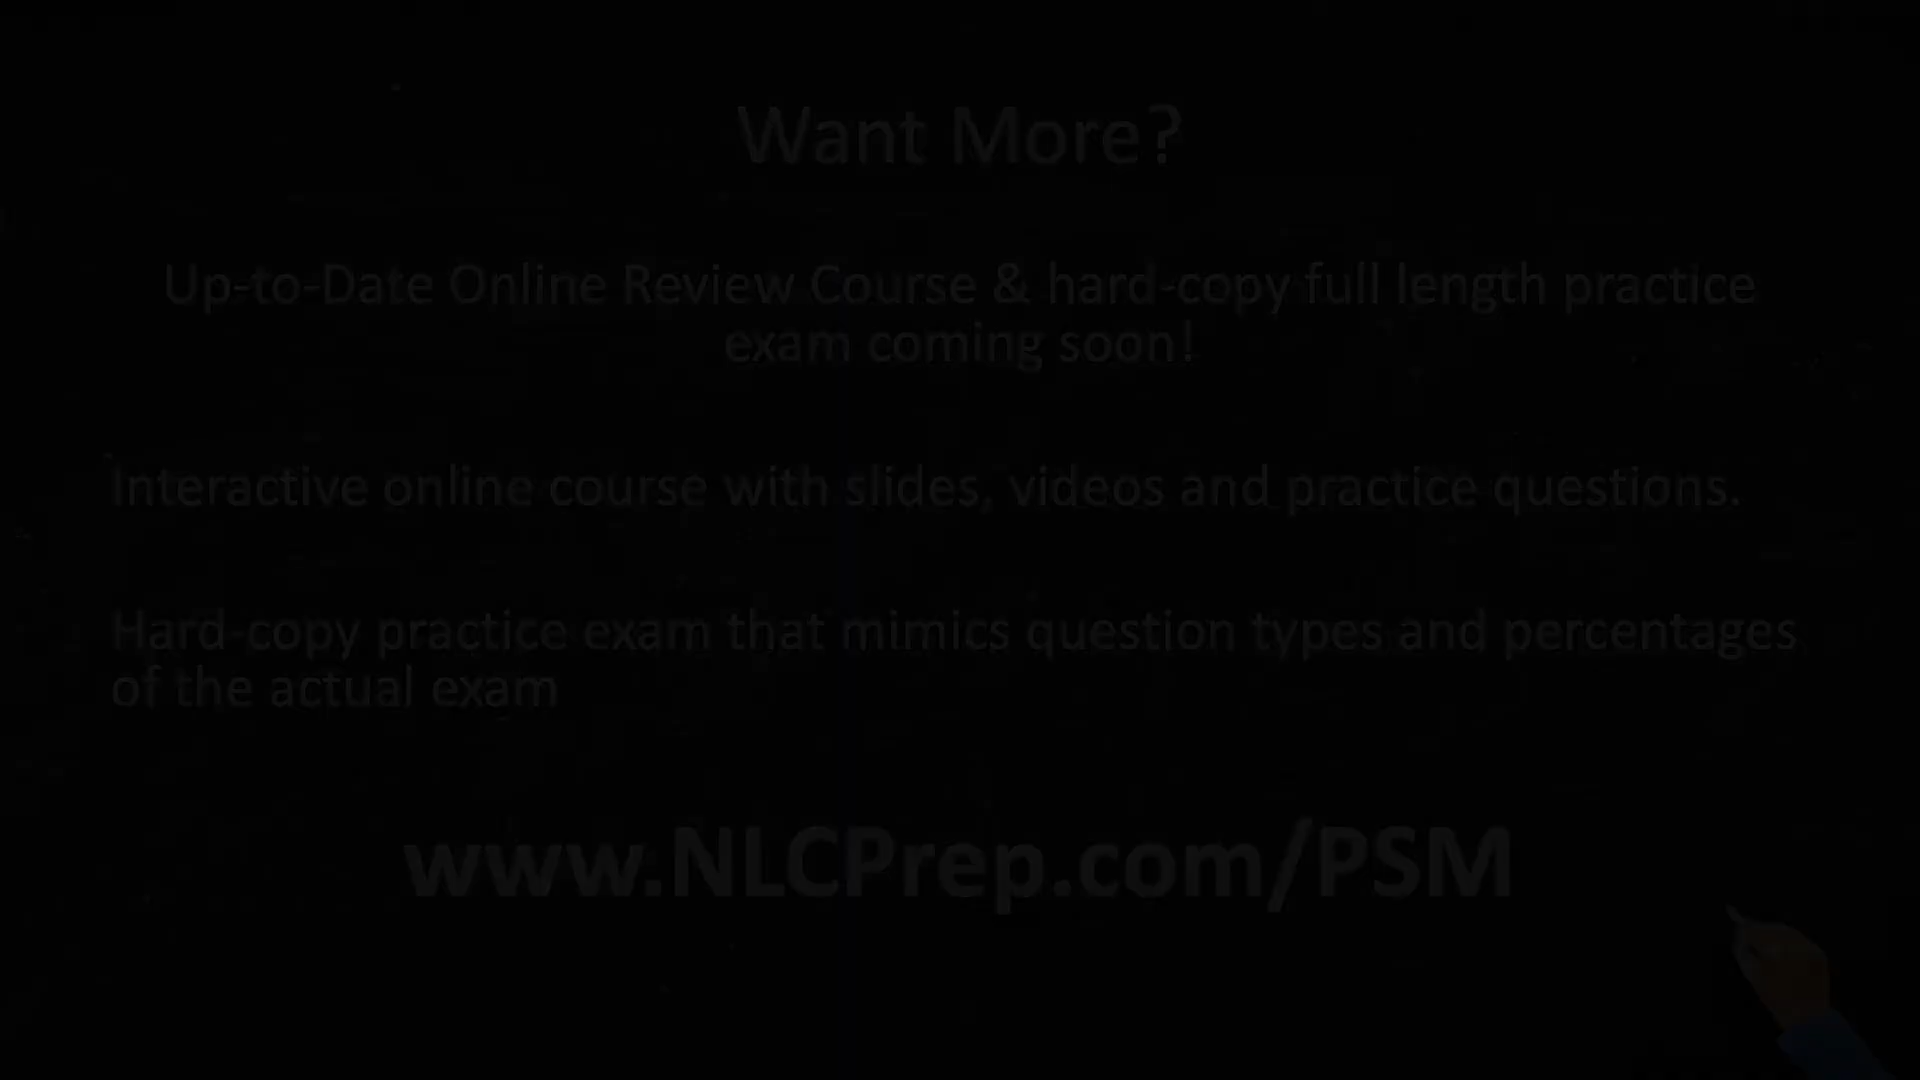 Want More?
Up-to-Date Online Review Course & hard-copy full length practice
exam coming soon!
Interactive online course with slides, videos and practice questions.
Hard-copy practice exam that mimics question types and percentages
of the actual exam
www.NLCPrep.com/PSM